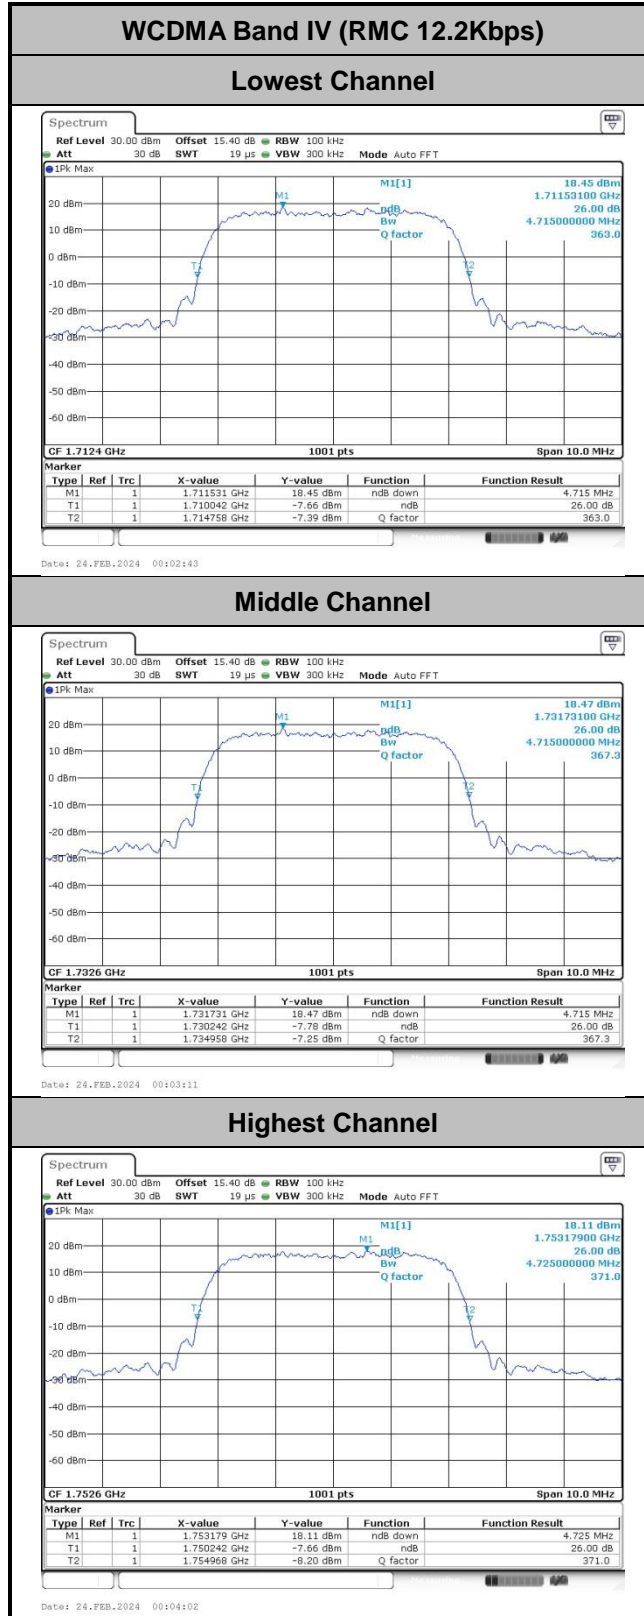 WCDMA Band IV (RMC 12.2Kbps)
Lowest Channel
Spectrum
Ref Level 30.00 dBm Offset 15.40 dB RBW 100 kHz
Att 30 dB SWT 19 µs VBW 300 kHz Mode Auto FFT
1Pk Max
M1[1] 18.45 dBm
1.71153100 GHz
ndB 26.00 dB
Bw 4.715000000 MHz
Q factor 363.0
M1
T1
T2
20 dBm
10 dBm
0 dBm
-10 dBm
-20 dBm
-30 dBm
-40 dBm
-50 dBm
-60 dBm
CF 1.7124 GHz 1001 pts Span 10.0 MHz
Marker
Type Ref Trc X-value Y-value Function Function Result
M1 1 1.711531 GHz 18.45 dBm ndB down 4.715 MHz
T1 1 1.710042 GHz -7.66 dBm ndB 26.00 dB
T2 1 1.714758 GHz -7.39 dBm Q factor 363.0
Date: 24.FEB.2024 00:02:43
Middle Channel
Spectrum
Ref Level 30.00 dBm Offset 15.40 dB RBW 100 kHz
Att 30 dB SWT 19 µs VBW 300 kHz Mode Auto FFT
1Pk Max
M1[1] 18.47 dBm
1.73173100 GHz
ndB 26.00 dB
Bw 4.715000000 MHz
Q factor 367.3
M1
T1
T2
20 dBm
10 dBm
0 dBm
-10 dBm
-20 dBm
-30 dBm
-40 dBm
-50 dBm
-60 dBm
CF 1.7326 GHz 1001 pts Span 10.0 MHz
Marker
Type Ref Trc X-value Y-value Function Function Result
M1 1 1.731731 GHz 18.47 dBm ndB down 4.715 MHz
T1 1 1.730242 GHz -7.78 dBm ndB 26.00 dB
T2 1 1.734958 GHz -7.25 dBm Q factor 367.3
Date: 24.FEB.2024 00:03:11
Highest Channel
Spectrum
Ref Level 30.00 dBm Offset 15.40 dB RBW 100 kHz
Att 30 dB SWT 19 µs VBW 300 kHz Mode Auto FFT
1Pk Max
M1[1] 18.11 dBm
1.75317900 GHz
ndB 26.00 dB
Bw 4.725000000 MHz
Q factor 371.0
M1
T1
T2
20 dBm
10 dBm
0 dBm
-10 dBm
-20 dBm
-30 dBm
-40 dBm
-50 dBm
-60 dBm
CF 1.7526 GHz 1001 pts Span 10.0 MHz
Marker
Type Ref Trc X-value Y-value Function Function Result
M1 1 1.753179 GHz 18.11 dBm ndB down 4.725 MHz
T1 1 1.750242 GHz -7.66 dBm ndB 26.00 dB
T2 1 1.754968 GHz -8.20 dBm Q factor 371.0
Date: 24.FEB.2024 00:04:02